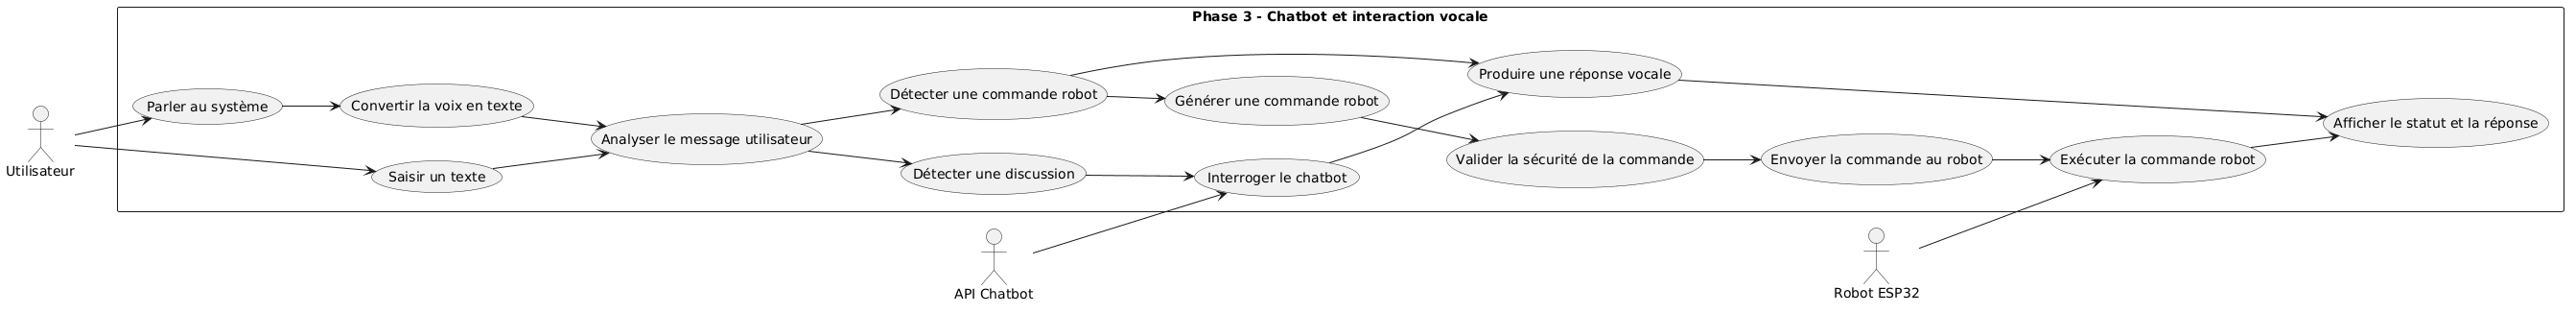 Phase 3 - Chatbot et interaction vocale
Parler au système
Convertir la voix en texte
Saisir un texte
Analyser le message utilisateur
Détecter une commande robot
Détecter une discussion
Générer une commande robot
Interroger le chatbot
Produire une réponse vocale
Valider la sécurité de la commande
Envoyer la commande au robot
Exécuter la commande robot
Afficher le statut et la réponse
Utilisateur
API Chatbot
Robot ESP32